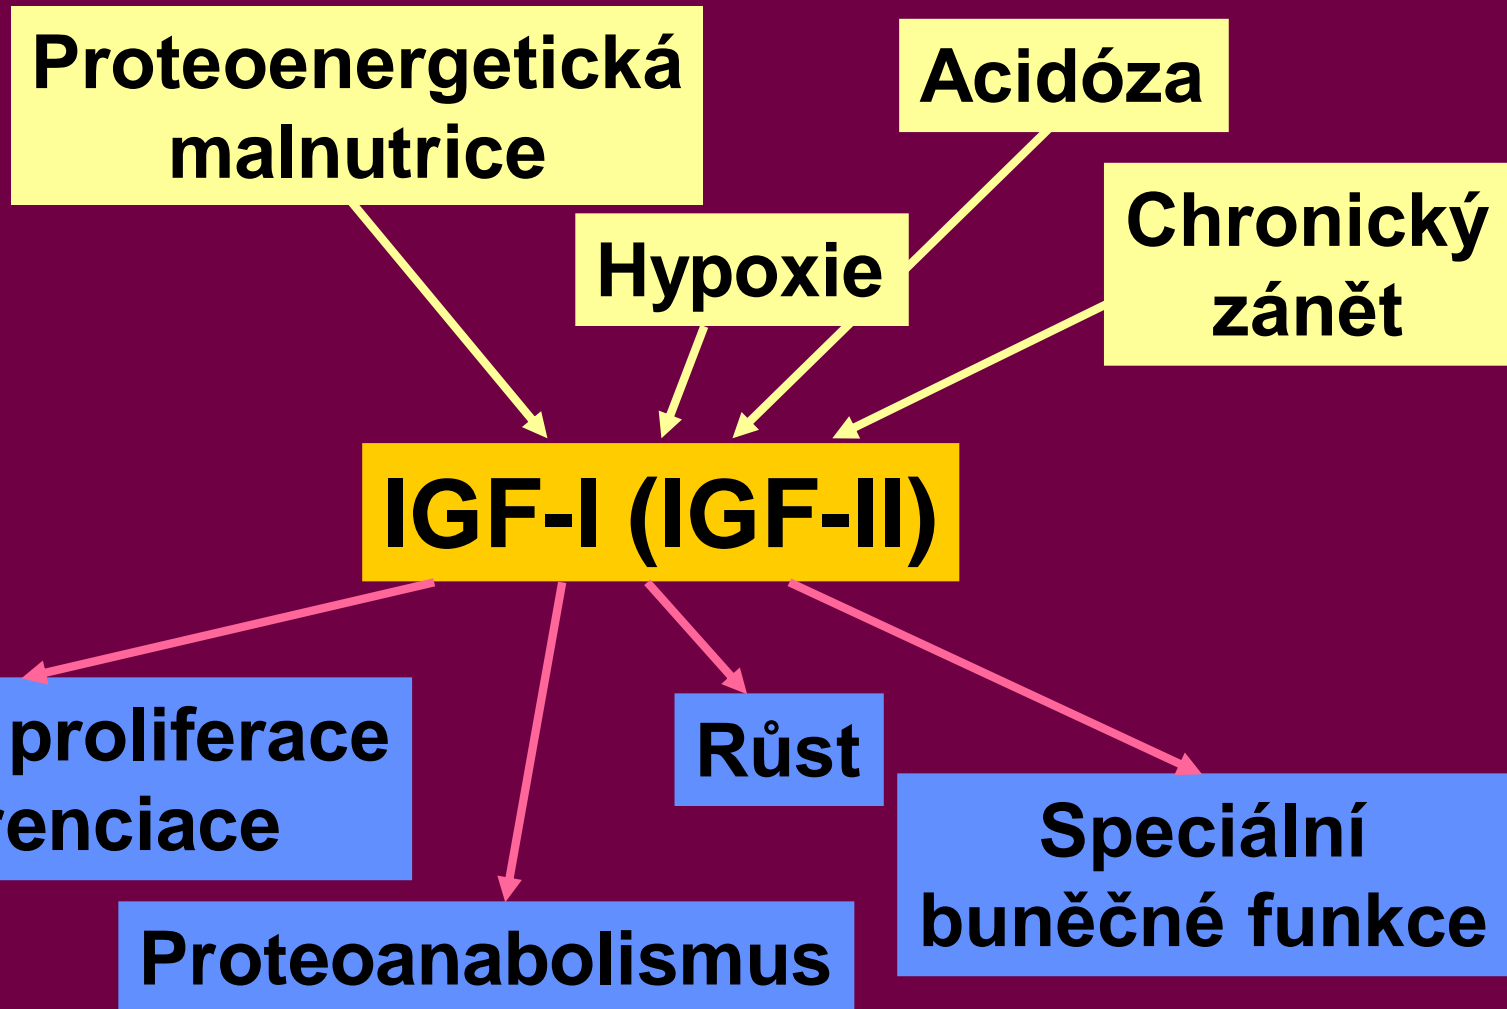 Proteoenergetická
malnutrice
Acidóza
Chronický
zánět
Hypoxie
IGF-I (IGF-II)
proliferace
Růst
Speciální
buněčné funkce
Proteoanabolismus